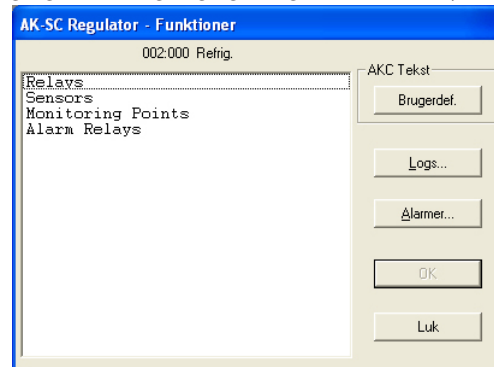 AK-SC Regulator - Funktioner
002:000 Refrig.
Relays
Sensors
Monitoring Points
Alarm Relays
AKC Tekst
Brugerdef.
Logs...
Alarmer...
OK
Luk